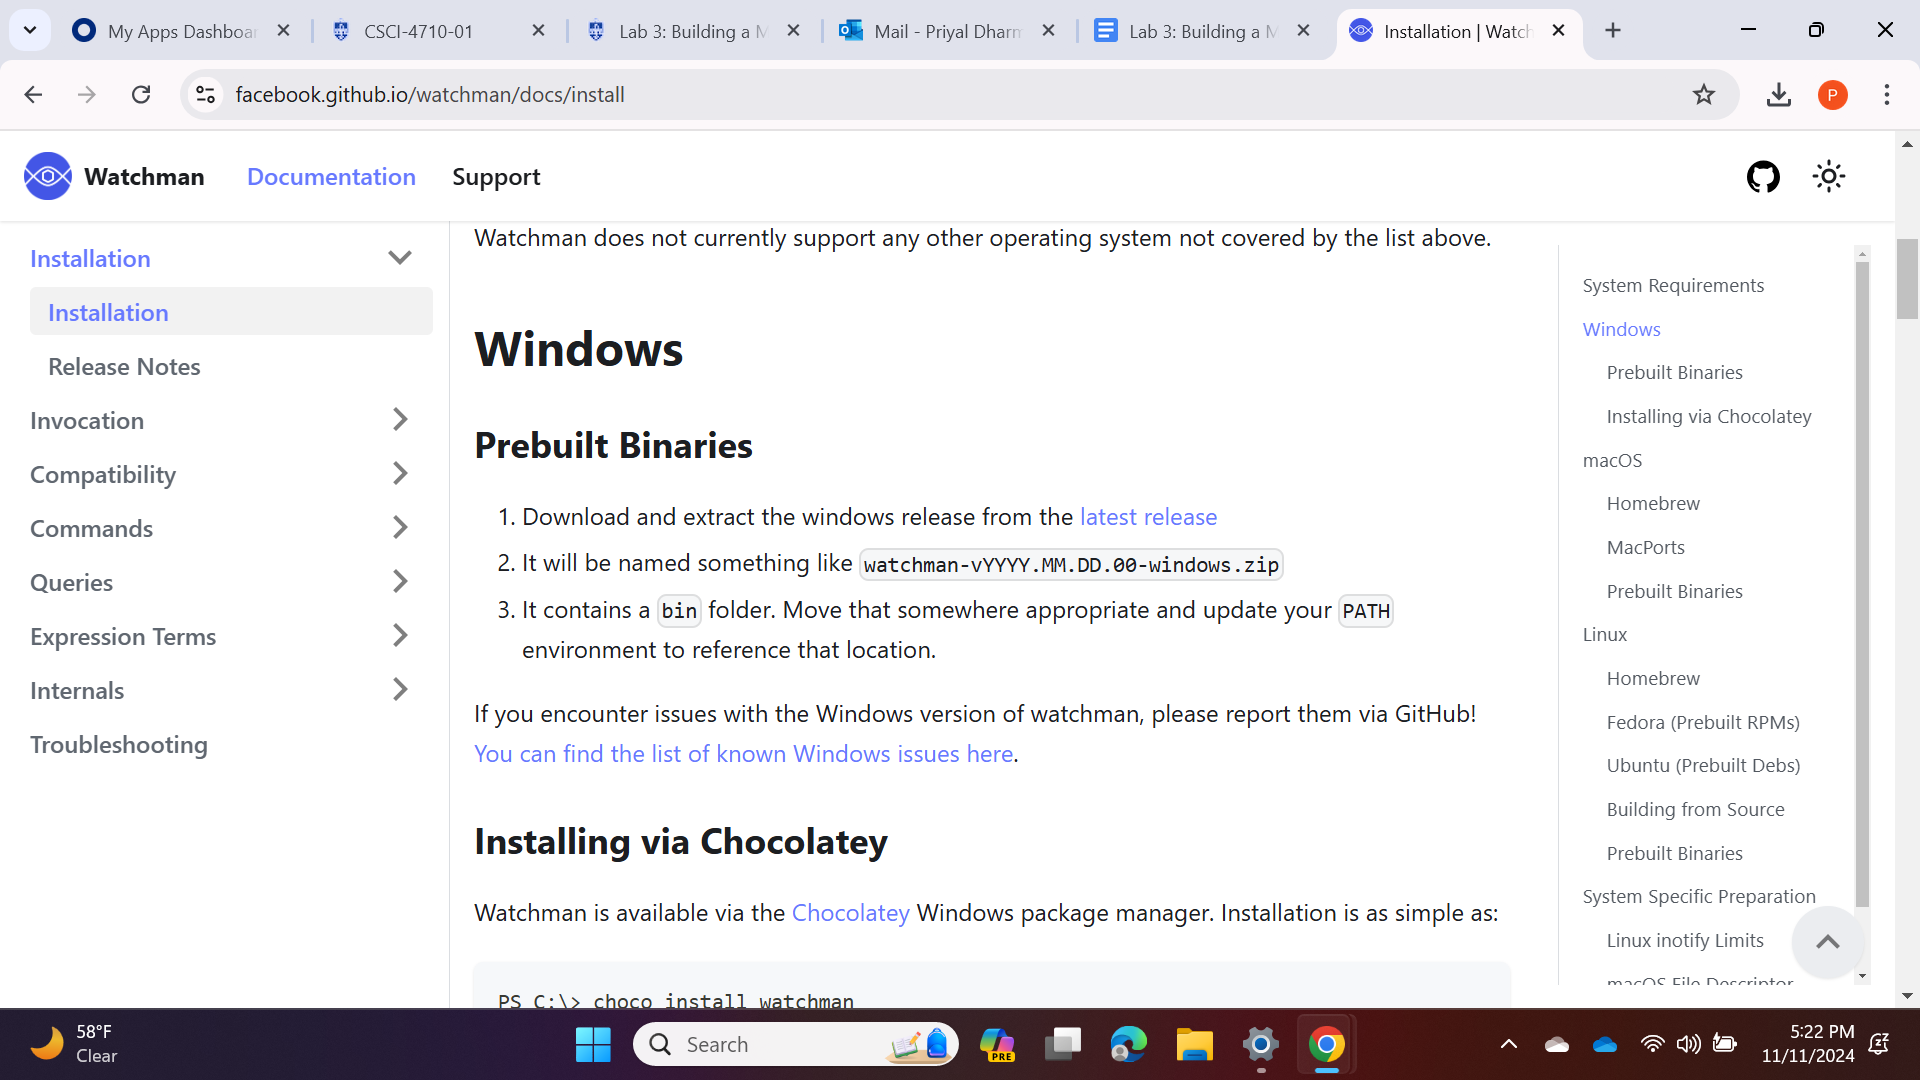 My Apps Dashboar
CSCI-4710-01
Lab 3: Building a M
Mail - Priyal Dharm
Lab 3: Building a M
Installation | Watch
facebook.github.io/watchman/docs/install
P
Watchman
Documentation
Support
Installation
Installation
Release Notes
Invocation
Compatibility
Commands
Queries
Expression Terms
Internals
Troubleshooting
Watchman does not currently support any other operating system not covered by the list above.
Windows
Prebuilt Binaries
1. Download and extract the windows release from the latest release
2. It will be named something like watchman-vYYYY.MM.DD.00-windows.zip
3. It contains a bin folder. Move that somewhere appropriate and update your PATH
environment to reference that location.
If you encounter issues with the Windows version of watchman, please report them via GitHub!
You can find the list of known Windows issues here.
Installing via Chocolatey
Watchman is available via the Chocolatey Windows package manager. Installation is as simple as:
PS C:\> choco install watchman
System Requirements
Windows
Prebuilt Binaries
Installing via Chocolatey
macOS
Homebrew
MacPorts
Prebuilt Binaries
Linux
Homebrew
Fedora (Prebuilt RPMs)
Ubuntu (Prebuilt Debs)
Building from Source
Prebuilt Binaries
System Specific Preparation
Linux inotify Limits
macOS File Descriptor
58°F
Clear
Search
PRE
5:22 PM
11/11/2024